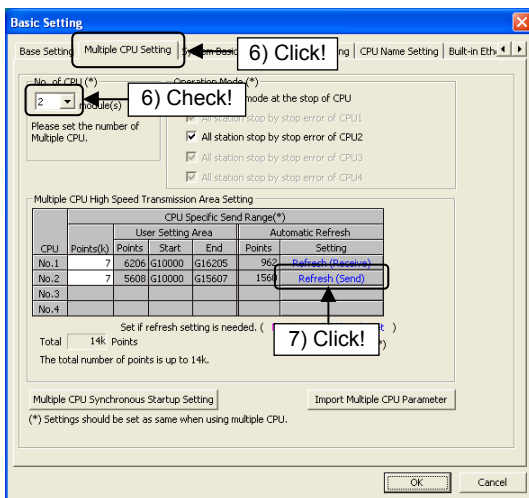 Basic Setting
Base Setting Multiple CPU Setting System Basic ng CPU Name Setting Built-in Eth
6) Click!
No. of CPU (*) Operation Mode (*)
2 module(s) mode at the stop of CPU
6) Check!
All station stop by stop error of CPU1
Please set the number of
Multiple CPU.
All station stop by stop error of CPU2
All station stop by stop error of CPU3
All station stop by stop error of CPU4
Multiple CPU High Speed Transmission Area Setting
CPU Specific Send Range(*)
User Setting Area Automatic Refresh
CPU Points(k) Points Start End Points Setting
No.1 7 6206 G10000 G16205 962 Refresh (Receive)
No.2 7 5608 G10000 G15607 1560 Refresh (Send)
No.3
No.4
Set if refresh setting is needed. ( t )
Total 14k Points *)
7) Click!
The total number of points is up to 14k.
Multiple CPU Synchronous Startup Setting Import Multiple CPU Parameter
(*) Settings should be set as same when using multiple CPU.
OK Cancel